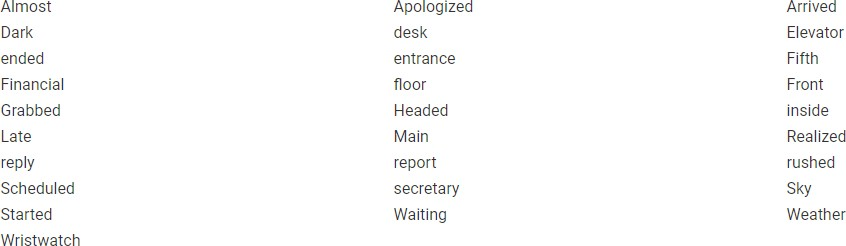 Almost Apologized Arrived
Dark desk Elevator
ended entrance Fifth
Financial floor Front
Grabbed Headed inside
Late Main Realized
reply report rushed
Scheduled secretary Sky
Started Waiting Weather
Wristwatch